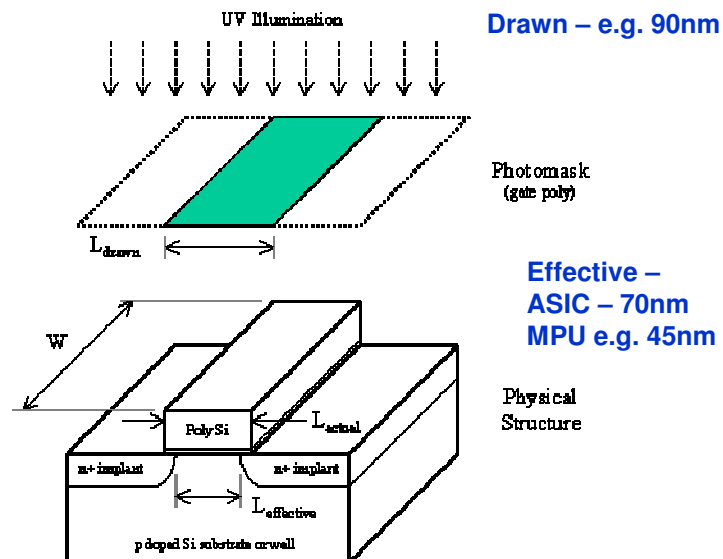 UV Illumination
Drawn – e.g. 90nm
Photomask
(gate poly)
Ldrawn
Effective –
ASIC – 70nm
MPU e.g. 45nm
W
Physical
Structure
PolySi
Lactual
n+ implant
n+ implant
Leffective
p doped Si substrate or well